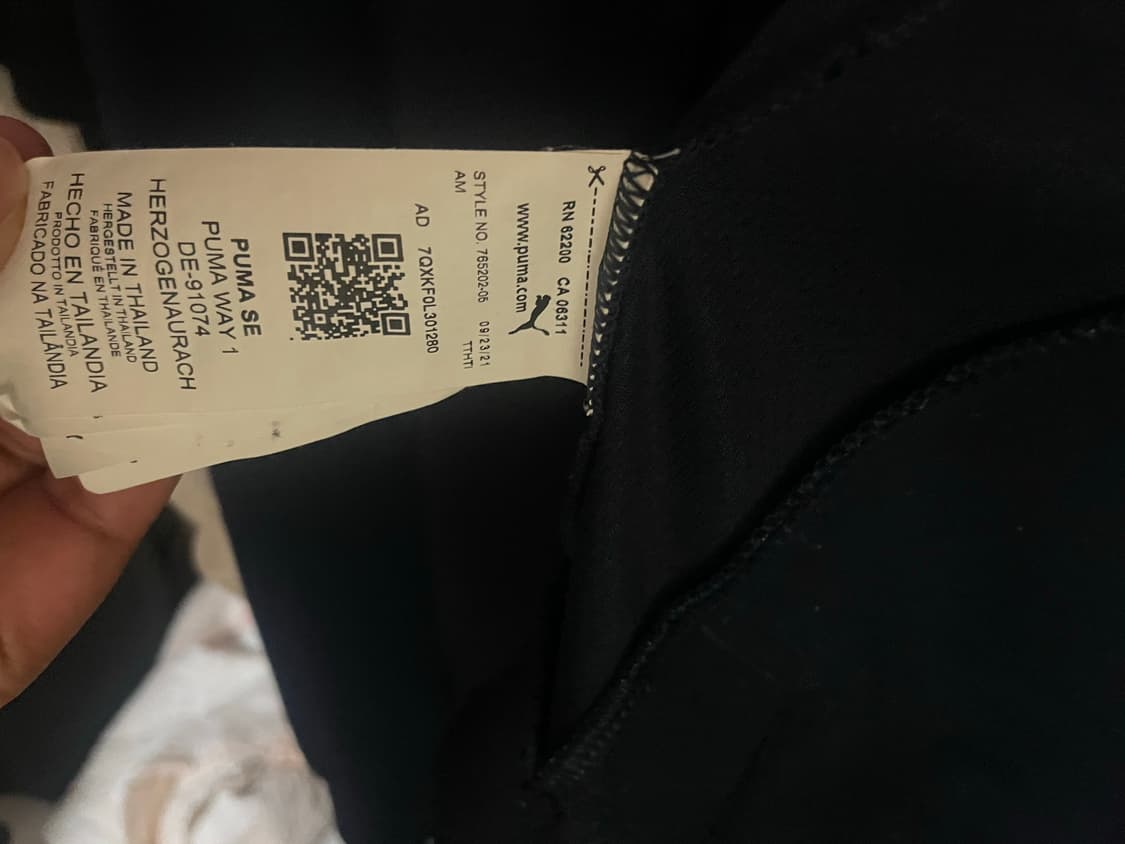 RN 62200 CA 06311
www.puma.com
STYLE NO. 765202-05 09/23/21
AM TTHTI
AD 7QXKF0L301280
PUMA SE
PUMA WAY 1
DE-91074
HERZOGENAURACH
MADE IN THAILAND
HERGESTELLT IN THAILAND
FABRIQUÉ EN THAÏLANDE
HECHO EN TAILANDIA
PRODOTTO IN TAILANDIA
FABRICADO NA TAILÂNDIA